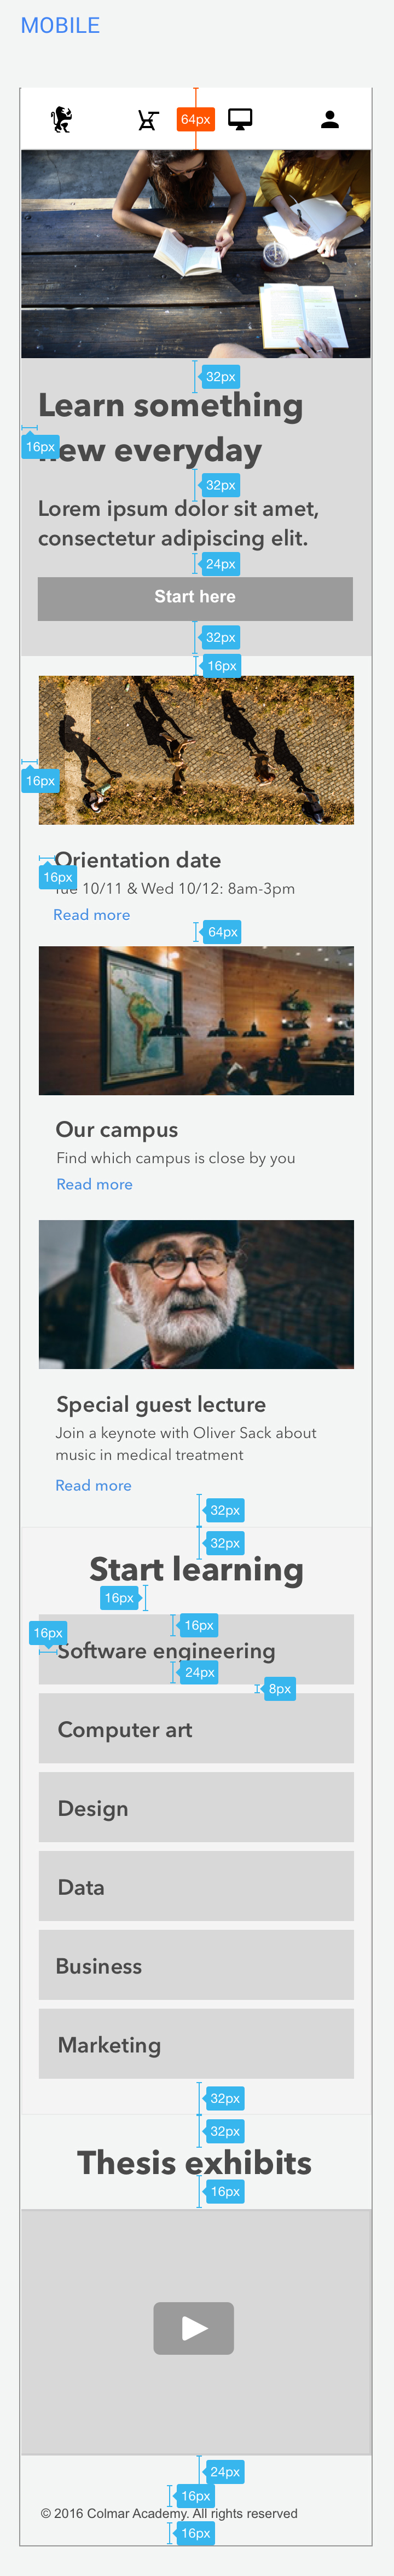 MOBILE
64px
32px
Learn something
16px
new everyday
32px
Lorem ipsum dolor sit amet,
consectetur adipiscing elit.
24px
Start here
32px
16px
16px
Orientation date
16px
Tue 10/11 & Wed 10/12: 8am-3pm
Read more
64px
Our campus
Find which campus is close by you
Read more
Special guest lecture
Join a keynote with Oliver Sack about
music in medical treatment
Read more
32px
32px
Start learning
16px
16px
16px
Software engineering
24px
8px
Computer art
Design
Data
Business
Marketing
32px
32px
Thesis exhibits
16px
24px
16px
© 2016 Colmar Academy. All rights reserved
16px